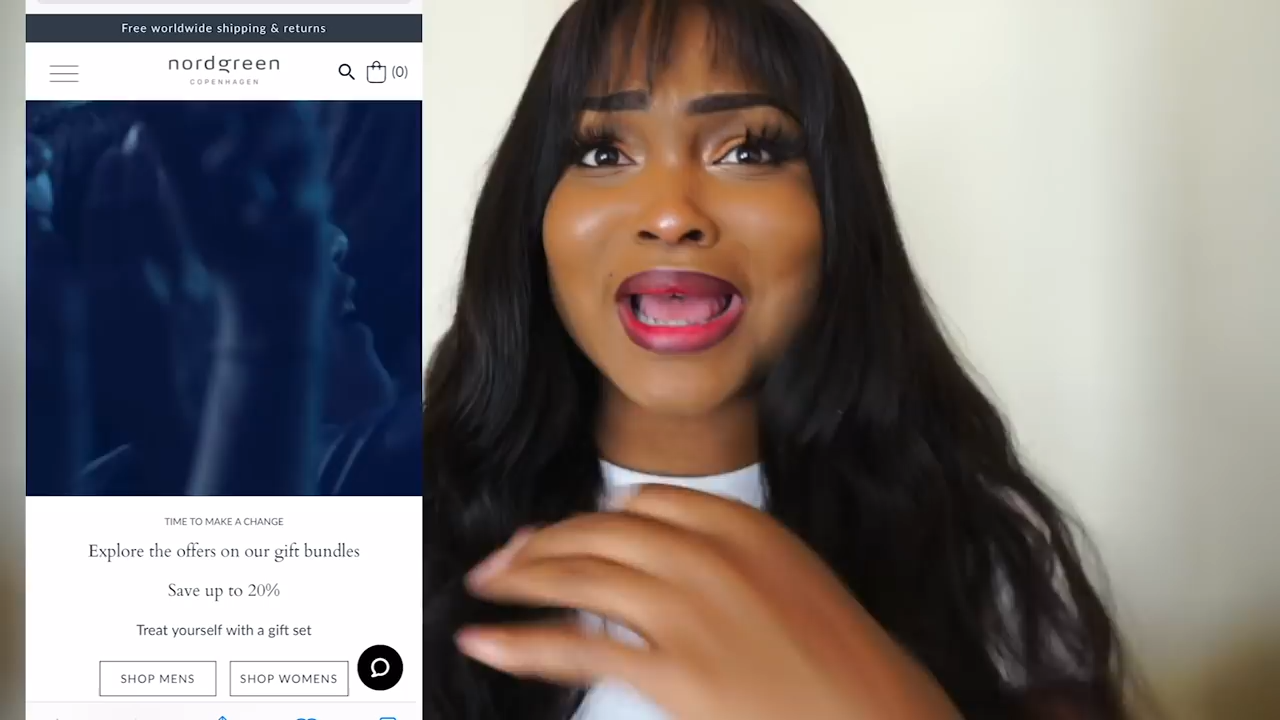 Free worldwide shipping & returns
nordgreen
COPENHAGEN
(0)
TIME TO MAKE A CHANGE
Explore the offers on our gift bundles
Save up to 20%
Treat yourself with a gift set
SHOP MENS
SHOP WOMENS